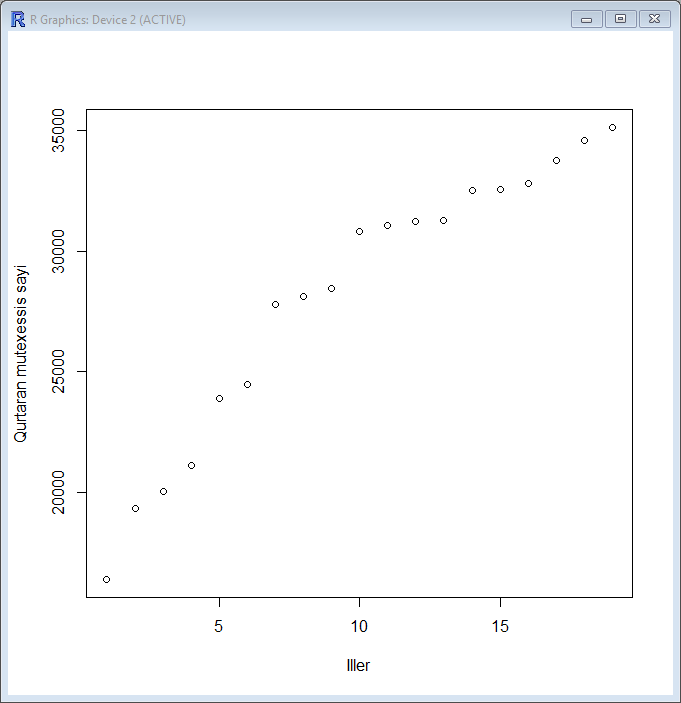 R Graphics: Device 2 (ACTIVE)
35000
30000
25000
20000
Qurtaran mutexessis sayi
5 10 15
Iller